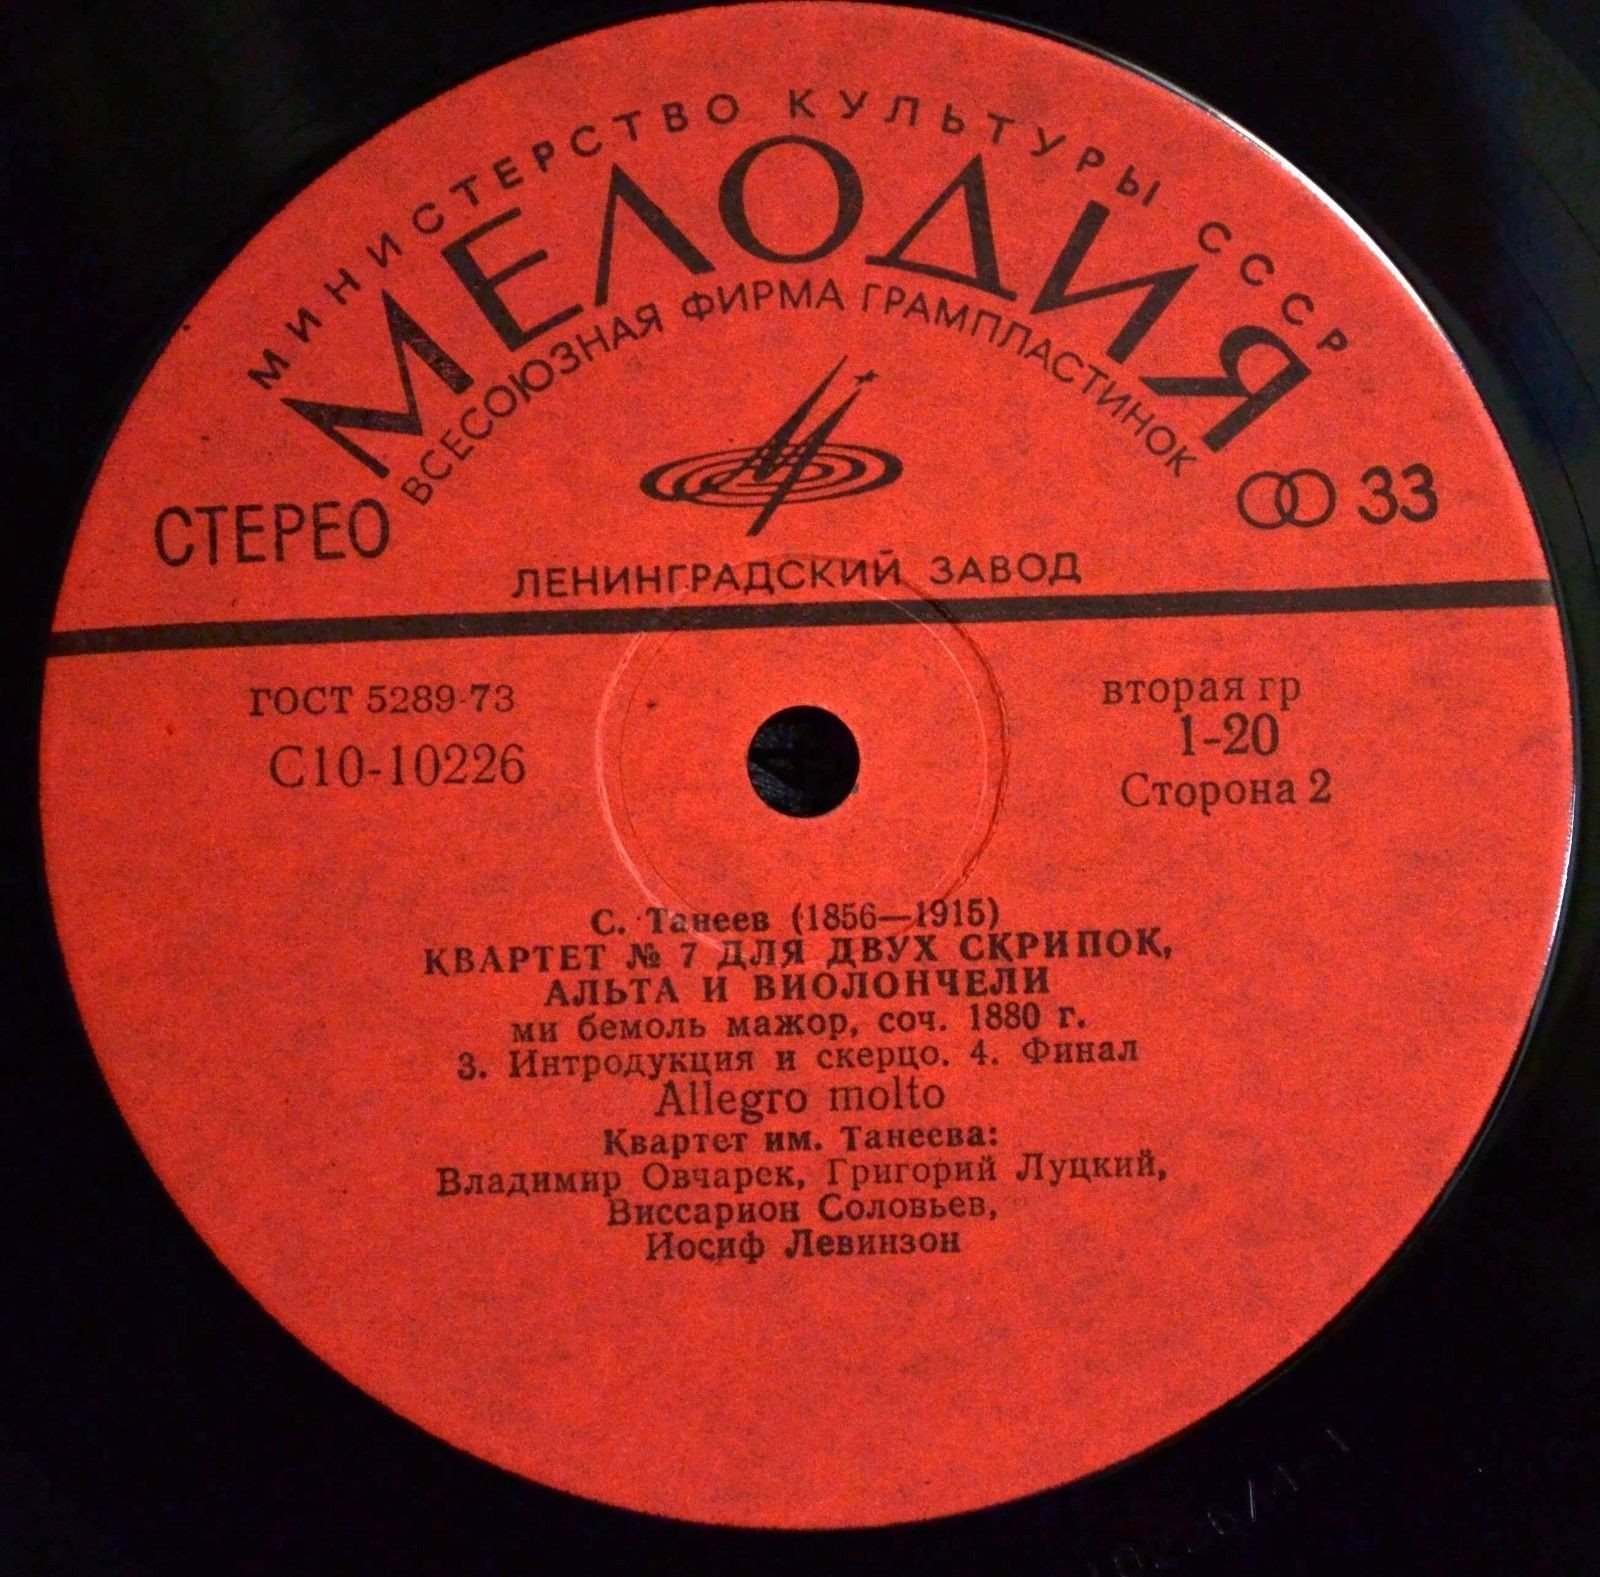 МИНИСТЕРСТВО КУЛЬТУРЫ СССР
МЕЛОДИЯ
ВСЕСОЮЗНАЯ ФИРМА ГРАМПЛАСТИНОК
СТЕРЕО
33
ЛЕНИНГРАДСКИЙ ЗАВОД
ГОСТ 5289-73
С10-10226
вторая гр
1-20
Сторона 2
С. Танеев (1856—1915)
КВАРТЕТ № 7 ДЛЯ ДВУХ СКРИПОК,
АЛЬТА И ВИОЛОНЧЕЛИ
ми бемоль мажор, соч. 1880 г.
3. Интродукция и скерцо. 4. Финал
Allegro molto
Квартет им. Танеева:
Владимир Овчарек, Григорий Луцкий,
Виссарион Соловьев,
Иосиф Левинзон